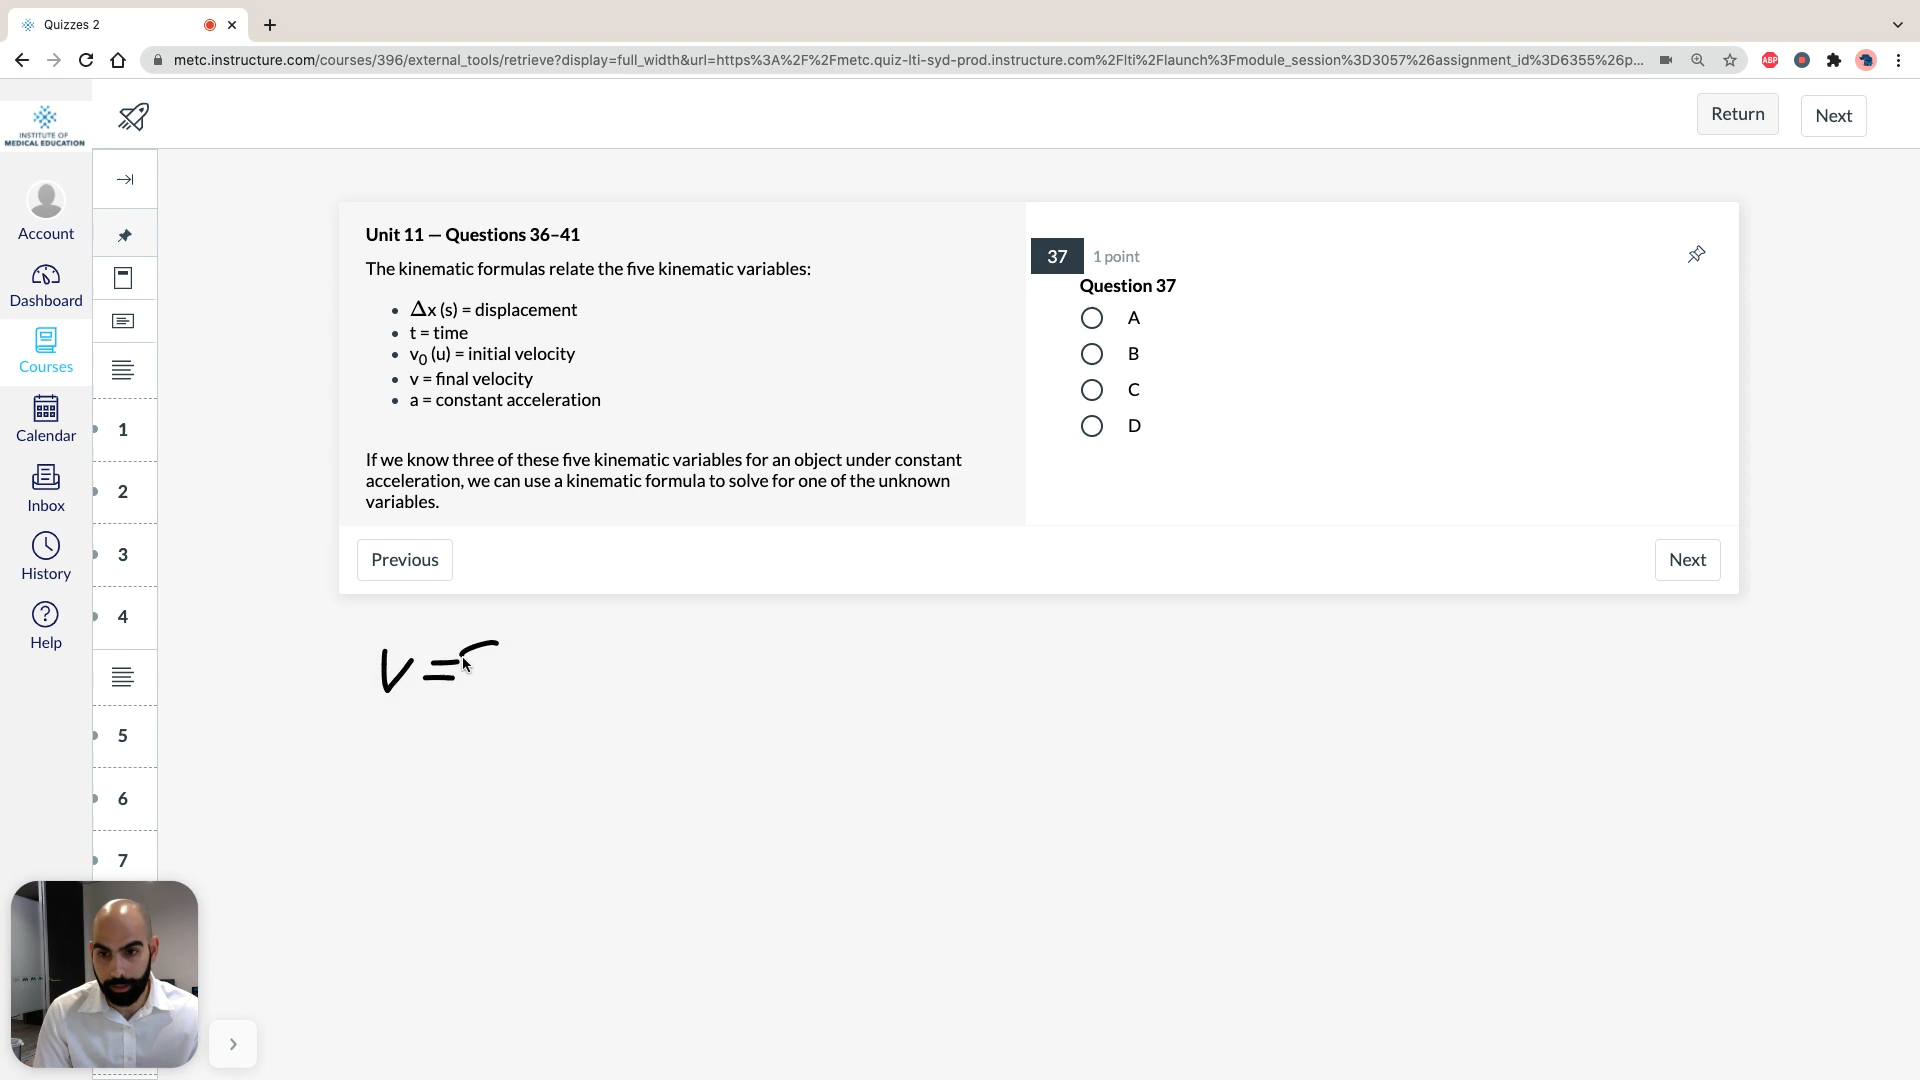 Quizzes 2
metc.instructure.com/courses/396/external_tools/retrieve?display=full_width&url=https%3A%2F%2Fmetc.quiz-lti-syd-prod.instructure.com%2Flti%2Flaunch%3Fmodule_session%3D3057%26assignment_id%3D6355%26p...
ABP
INSTITUTE OF
MEDICAL EDUCATION
Return
Next
Account
Dashboard
Courses
Calendar
Inbox
History
Help
1
2
3
4
5
6
7
Unit 11 – Questions 36–41
The kinematic formulas relate the five kinematic variables:
• Δx (s) = displacement
• t = time
• v₀ (u) = initial velocity
• v = final velocity
• a = constant acceleration
If we know three of these five kinematic variables for an object under constant
acceleration, we can use a kinematic formula to solve for one of the unknown
variables.
37
1 point
Question 37
A
B
C
D
Previous
Next
V =